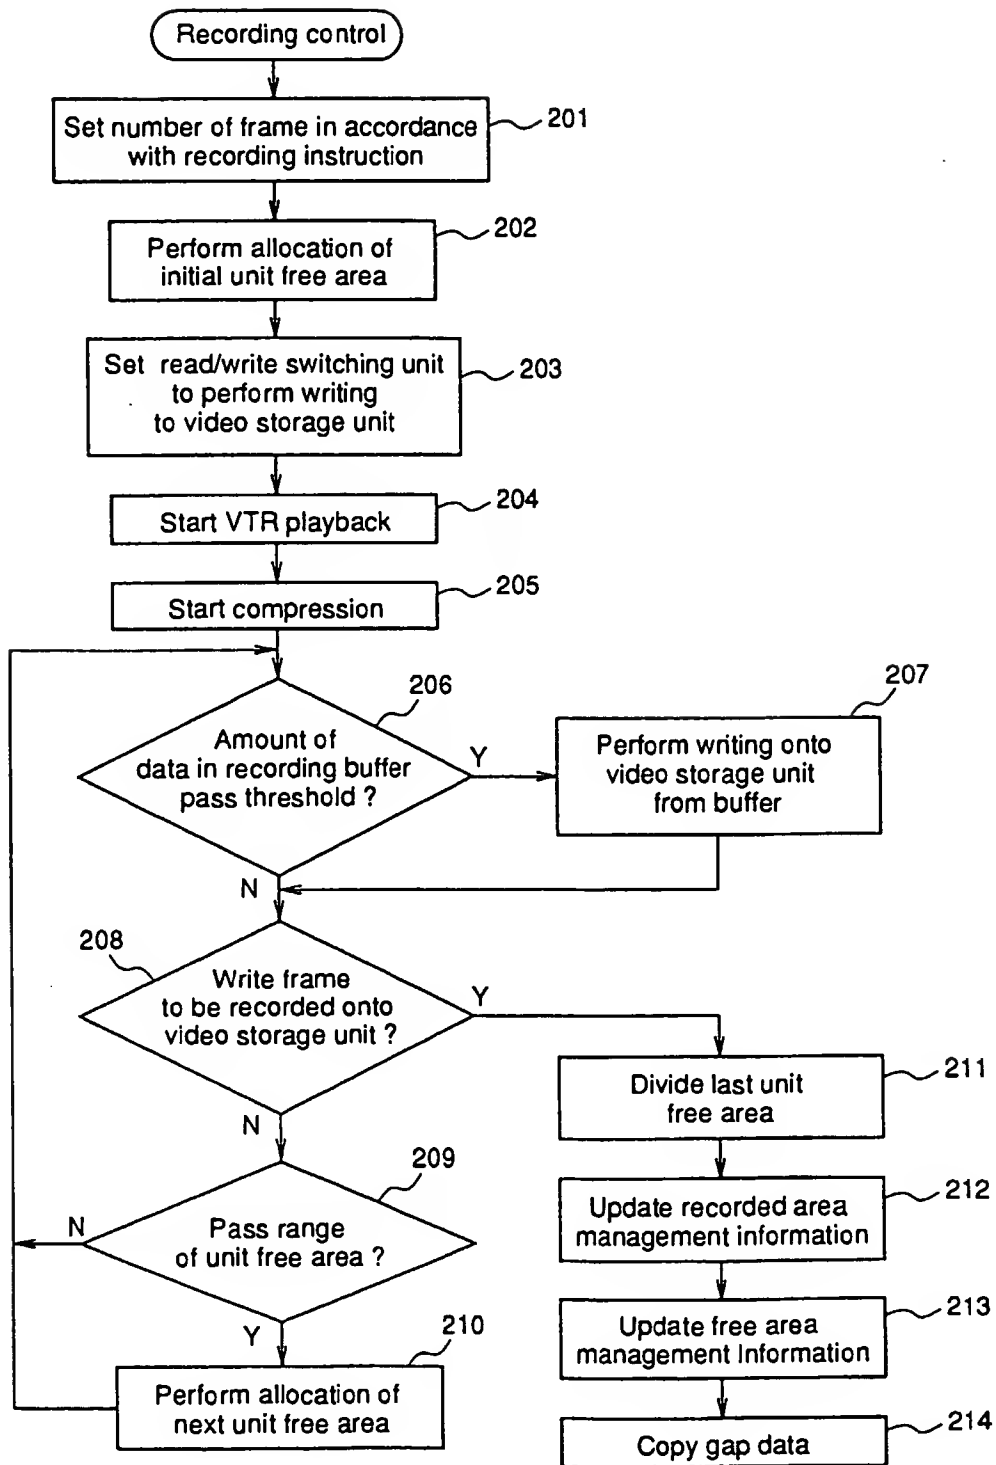 Recording control
Set number of frame in accordance
with recording instruction
201
Perform allocation of
initial unit free area
202
Set read/write switching unit
to perform writing
to video storage unit
203
Start VTR playback
204
Start compression
205
Amount of
data in recording buffer
pass threshold ?
206
Y
N
Perform writing onto
video storage unit
from buffer
207
Write frame
to be recorded onto
video storage unit ?
208
Y
N
Pass range
of unit free area ?
209
N
Y
Perform allocation of
next unit free area
210
Divide last unit
free area
211
Update recorded area
management information
212
Update free area
management Information
213
Copy gap data
214